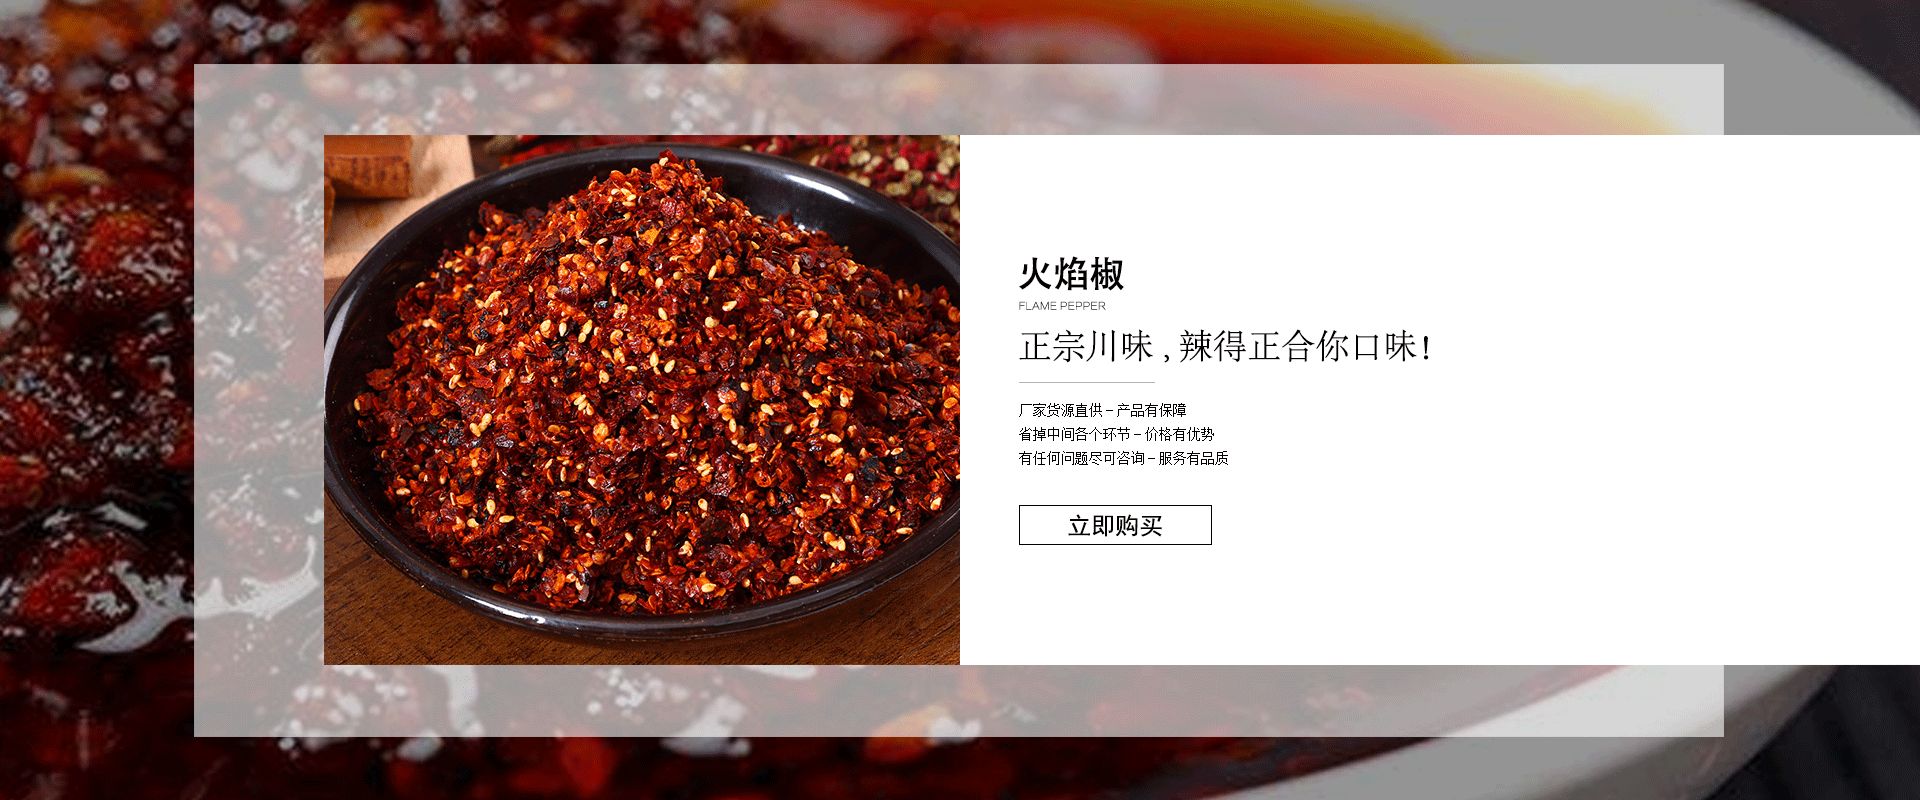 火焰椒
FLAME PEPPER
正宗川味,辣得正合你口味!
厂家货源直供–产品有保障
省掉中间各个环节–价格有优势
有任何问题尽可咨询–服务有品质
立即购买